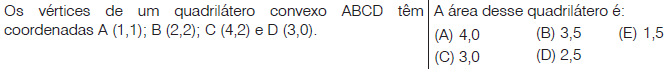 Os vértices de um quadrilátero convexo ABCD têm
coordenadas A (1,1); B (2,2); C (4,2) e D (3,0).
A área desse quadrilátero é:
(A) 4,0 (B) 3,5 (E) 1,5
(C) 3,0 (D) 2,5